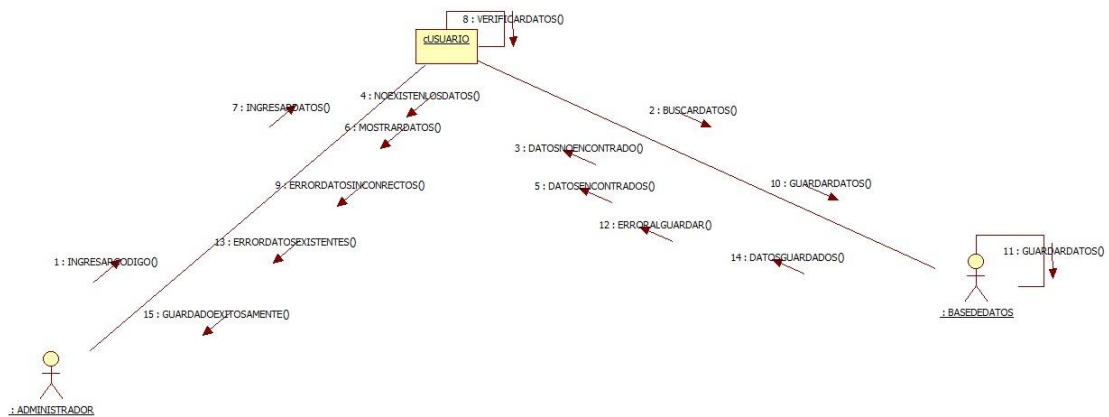 8 : VERIFICARDATOS()
cUSUARIO
4 : NOEXISTENLOSDATOS()
7 : INGRESARDATOS()
2 : BUSCARDATOS()
6 : MOSTRARDATOS()
3 : DATOSNOENCONTRADO()
9 : ERRORDATOSINCONRECTOS()
5 : DATOSENCONTRADOS()
10 : GUARDARDATOS()
12 : ERRORALGUARDAR()
13 : ERRORDATOSEXISTENTES()
11 : GUARDARDATOS()
1 : INGRESARCODIGO()
14 : DATOSGUARDADOS()
15 : GUARDADOEXITOSAMENTE()
: BASEDEDATOS
: ADMINISTRADOR